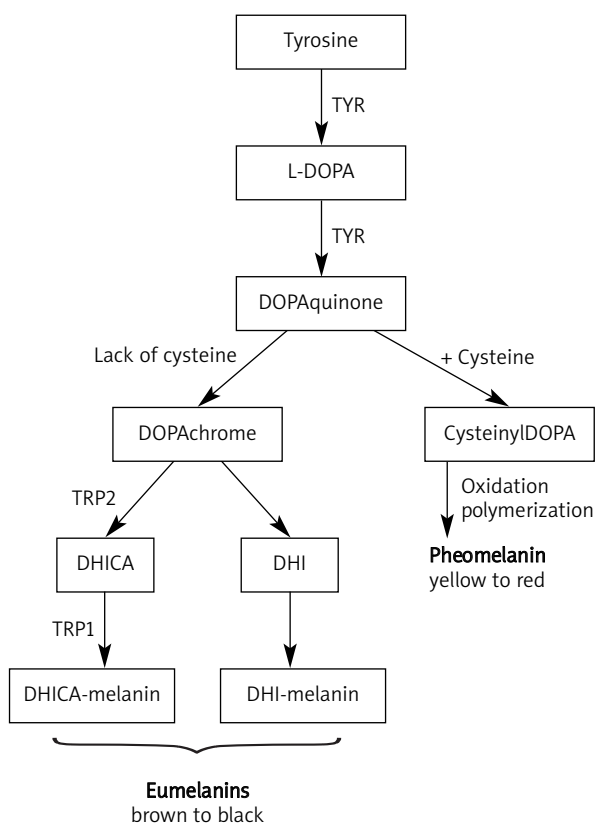 Tyrosine
TYR
L-DOPA
TYR
DOPAquinone
Lack of cysteine
+ Cysteine
DOPAchrome
CysteinylDOPA
TRP2
Oxidation
polymerization
DHICA
DHI
Pheomelanin
yellow to red
TRP1
DHICA-melanin
DHI-melanin
Eumelanins
brown to black